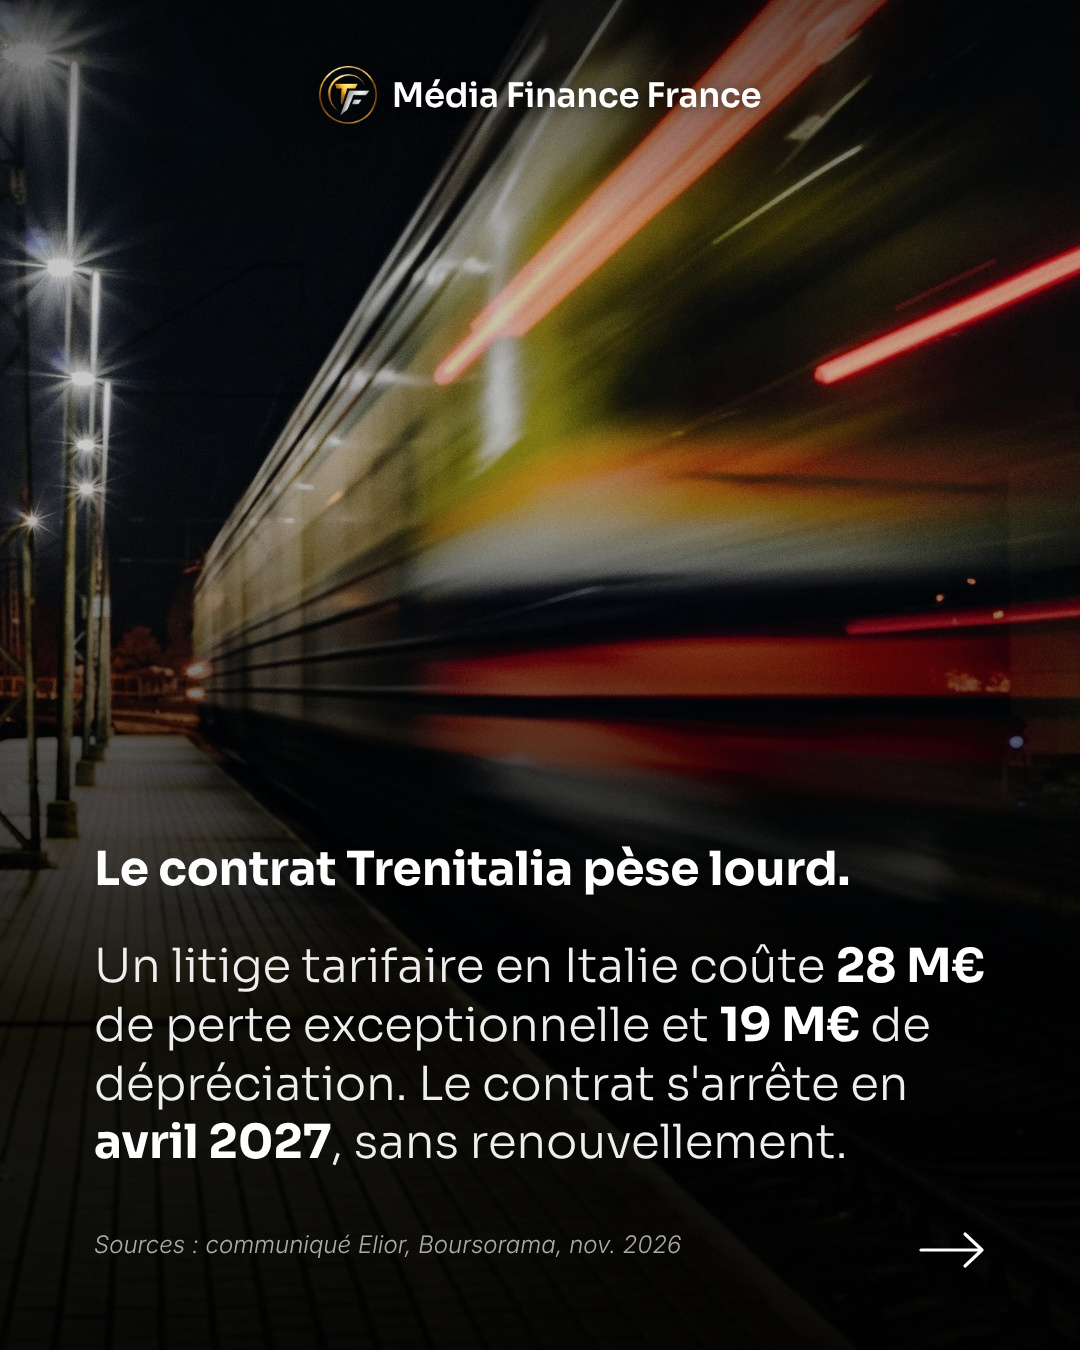 TF Média Finance France
Le contrat Trenitalia pèse lourd.
Un litige tarifaire en Italie coûte 28 M€
de perte exceptionnelle et 19 M€ de
dépréciation. Le contrat s'arrête en
avril 2027, sans renouvellement.
Sources : communiqué Elior, Boursorama, nov. 2026